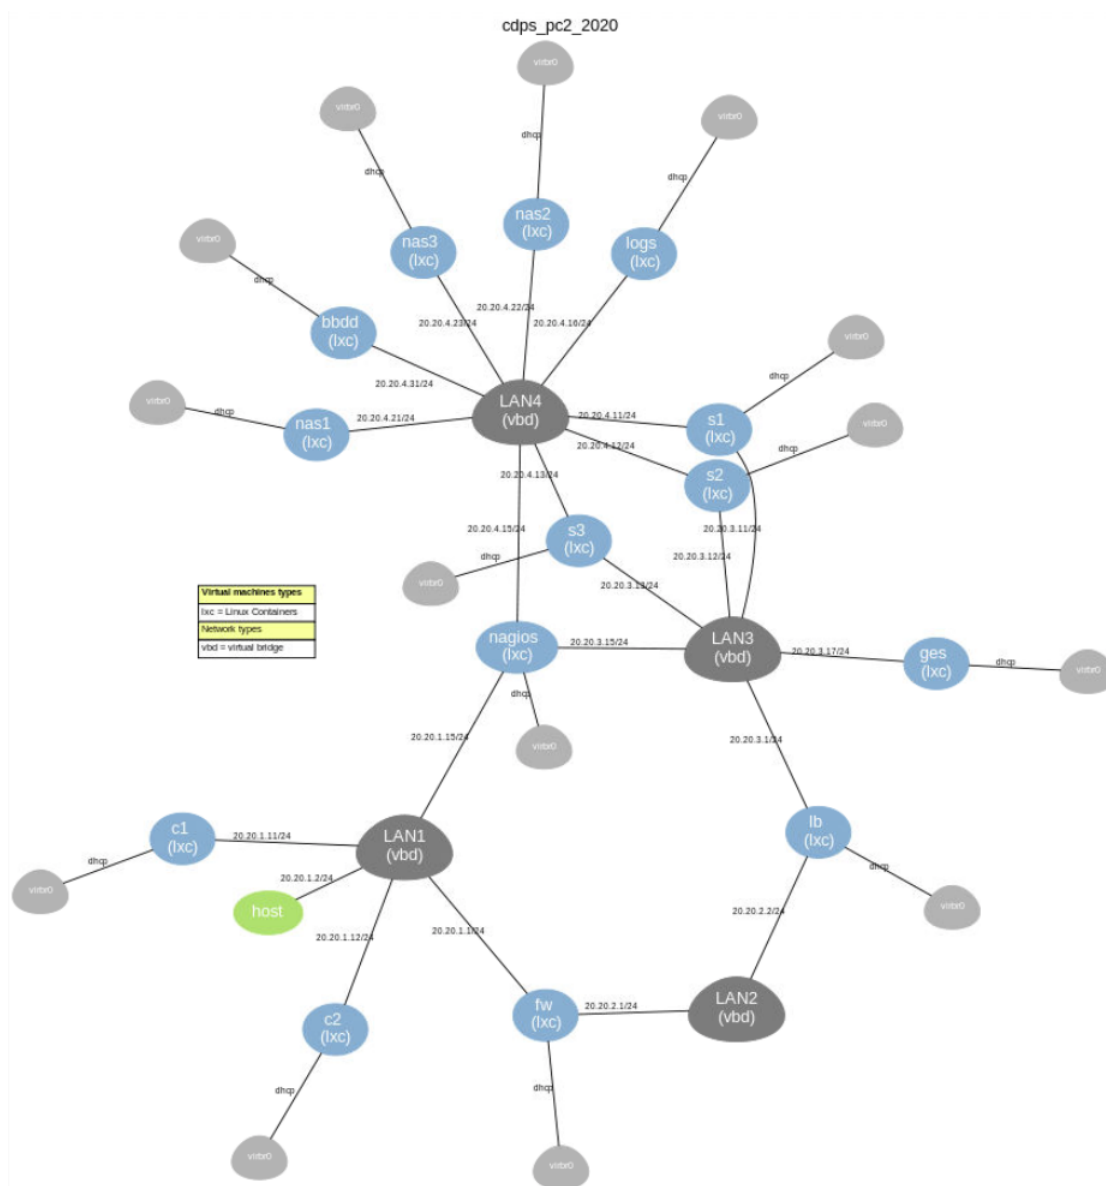 cdps_pc2_2020
virbr0
virbr0
virbr0
dhcp
dhcp
dhcp
nas2
(lxc)
nas3
(lxc)
logs
(lxc)
virbr0
dhcp
20.20.4.22/24
20.20.4.23/24
20.20.4.16/24
bbdd
(lxc)
virbr0
dhcp
20.20.4.31/24
virbr0
dhcp
nas1
(lxc)
20.20.4.21/24
LAN4
(vbd)
20.20.4.11/24
s1
(lxc)
virbr0
dhcp
20.20.4.12/24
s2
(lxc)
20.20.4.13/24
20.20.4.15/24
s3
(lxc)
20.20.3.11/24
20.20.3.12/24
dhcp
virbr0
20.20.3.13/24
Virtual machines types
lxc = Linux Containers
Network types
vbd = virtual bridge
nagios
(lxc)
20.20.3.15/24
LAN3
(vbd)
20.20.3.17/24
ges
(lxc)
dhcp
virbr0
dhcp
virbr0
20.20.1.15/24
20.20.3.1/24
c1
(lxc)
20.20.1.11/24
LAN1
(vbd)
lb
(lxc)
dhcp
virbr0
20.20.1.2/24
host
dhcp
virbr0
20.20.1.12/24
20.20.1.1/24
20.20.2.2/24
c2
(lxc)
fw
(lxc)
20.20.2.1/24
LAN2
(vbd)
dhcp
dhcp
virbr0
virbr0